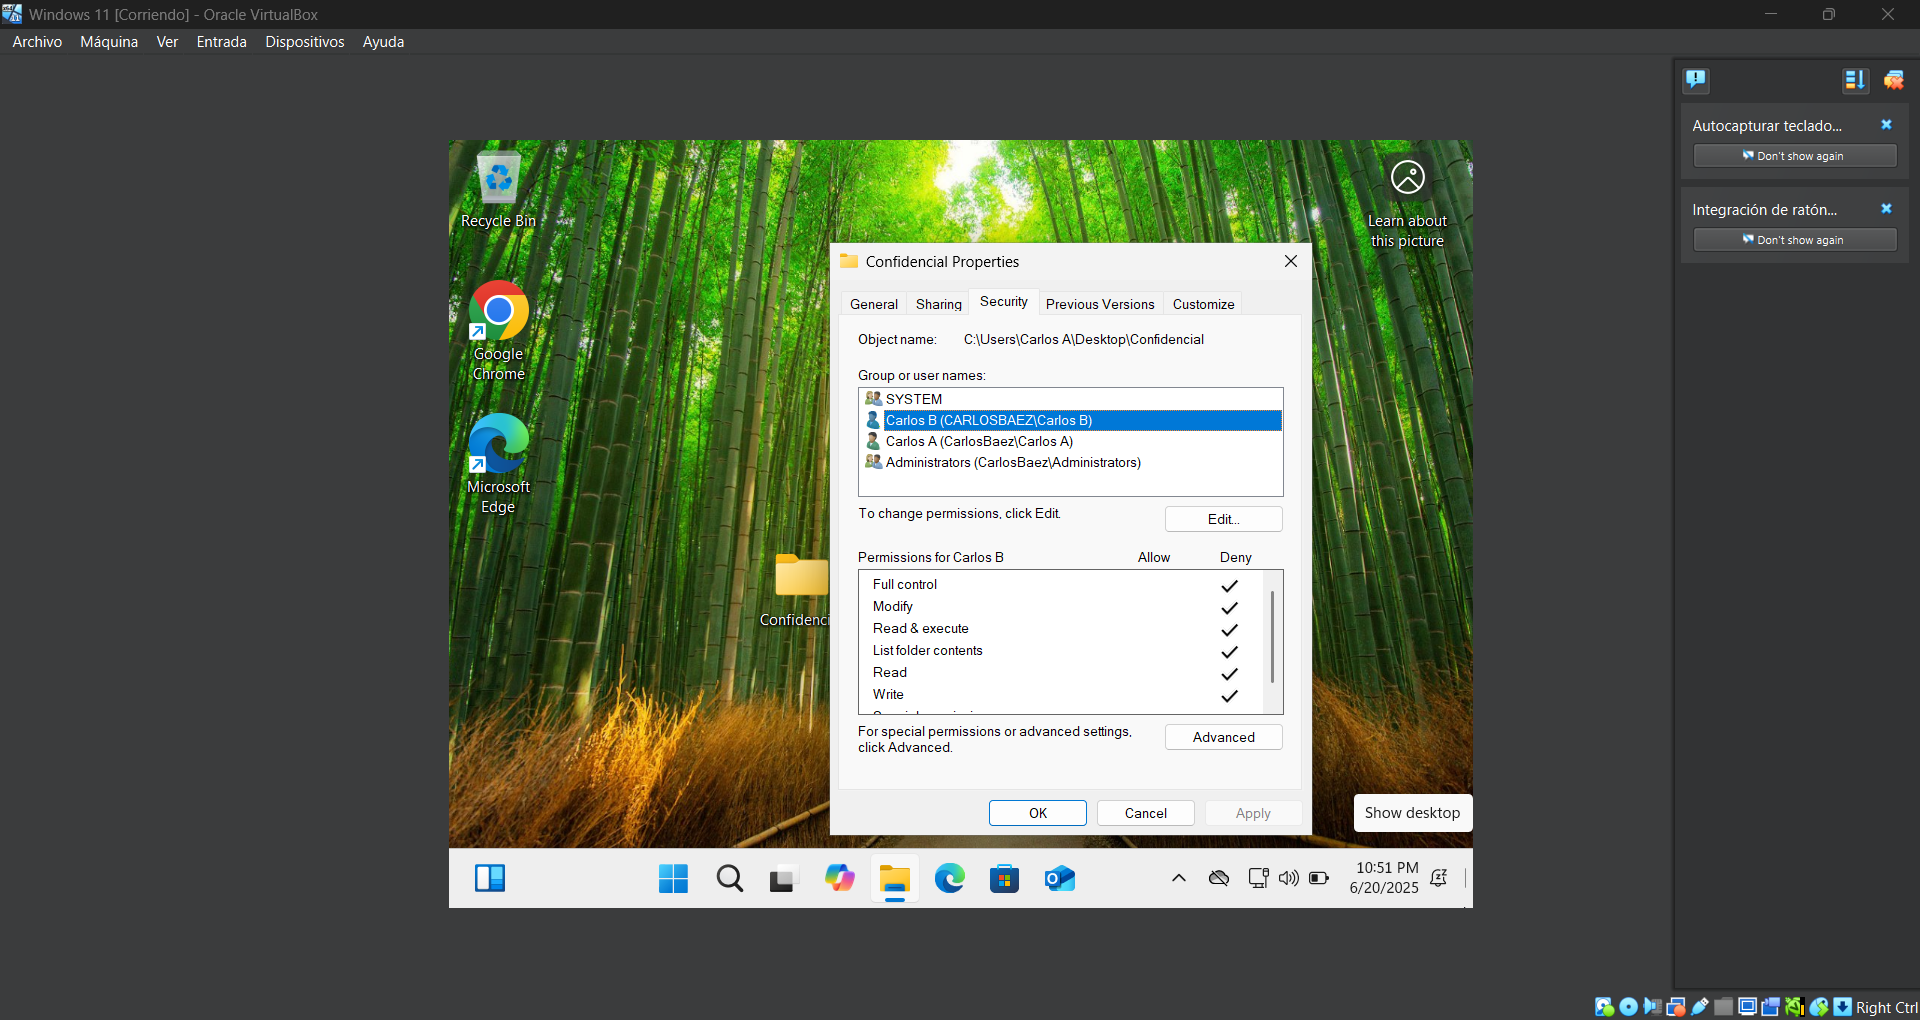 Windows 11 [Corriendo] - Oracle VirtualBox
Archivo Máquina Ver Entrada Dispositivos Ayuda
Autocapturar teclado...
Don't show again
Integración de ratón...
Don't show again
Recycle Bin
Learn about
this picture
Google
Chrome
Microsoft
Edge
Confidenci
Confidencial Properties
General Sharing Security Previous Versions Customize
Object name: C:\Users\Carlos A\Desktop\Confidencial
Group or user names:
SYSTEM
Carlos B (CARLOSBAEZ\Carlos B)
Carlos A (CarlosBaez\Carlos A)
Administrators (CarlosBaez\Administrators)
To change permissions, click Edit.
Edit...
Permissions for Carlos B Allow Deny
Full control
Modify
Read & execute
List folder contents
Read
Write
For special permissions or advanced settings,
click Advanced.
Advanced
OK Cancel Apply
Show desktop
10:51 PM
6/20/2025
Right Ctrl